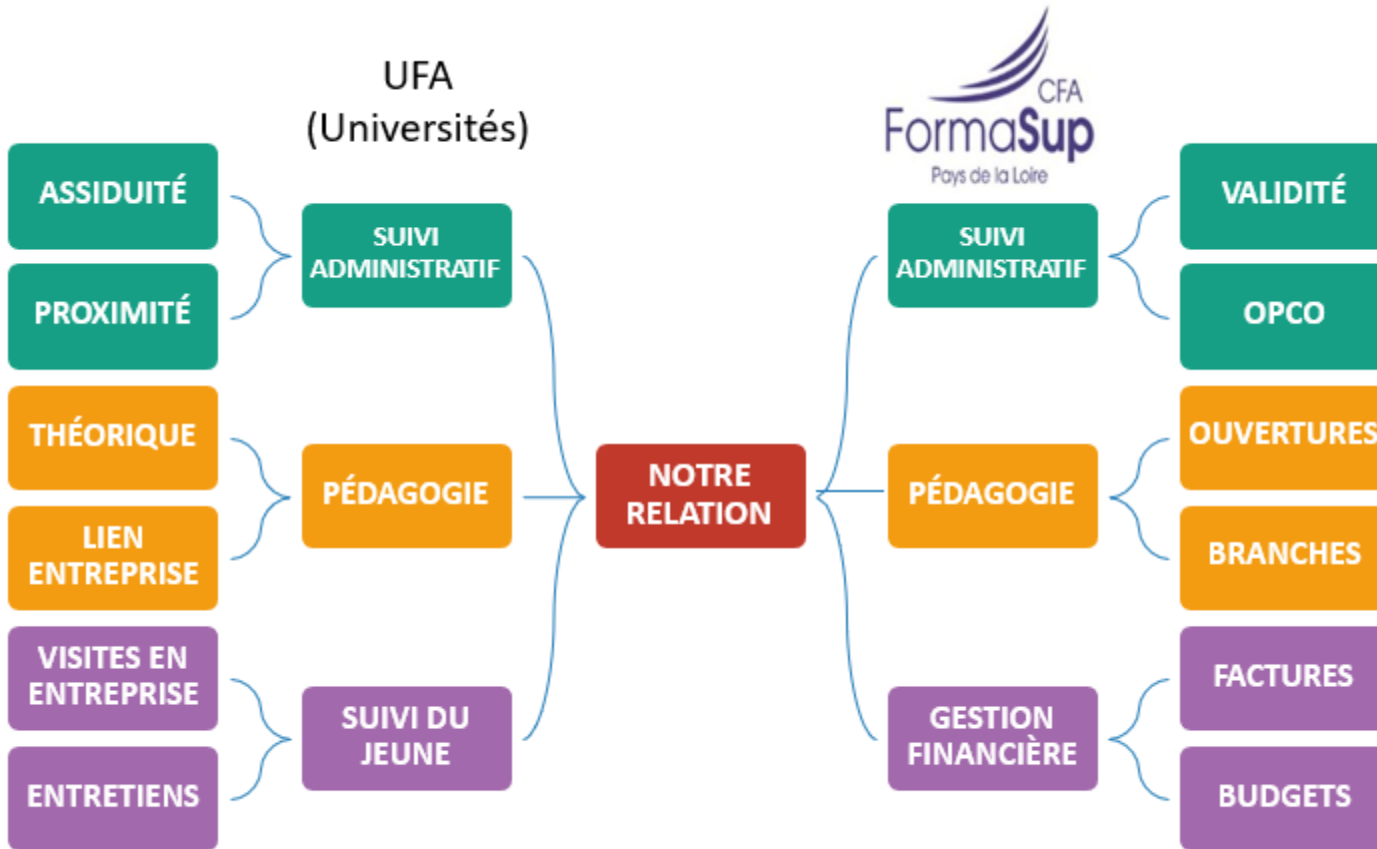 UFA
(Universités)
CFA
FormaSup
Pays de la Loire
ASSIDUITÉ
PROXIMITÉ
SUIVI
ADMINISTRATIF
THÉORIQUE
LIEN
ENTREPRISE
PÉDAGOGIE
VISITES EN
ENTREPRISE
ENTRETIENS
SUIVI DU
JEUNE
NOTRE
RELATION
SUIVI
ADMINISTRATIF
VALIDITÉ
OPCO
PÉDAGOGIE
OUVERTURES
BRANCHES
GESTION
FINANCIÈRE
FACTURES
BUDGETS